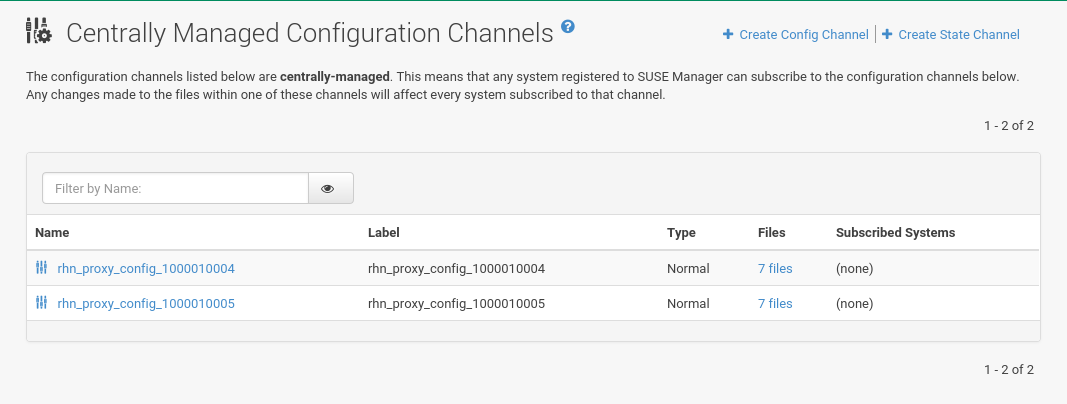 Centrally Managed Configuration Channels ?
+ Create Config Channel | + Create State Channel
The configuration channels listed below are centrally-managed. This means that any system registered to SUSE Manager can subscribe to the configuration channels below.
Any changes made to the files within one of these channels will affect every system subscribed to that channel.
1 - 2 of 2
Filter by Name:
Name Label Type Files Subscribed Systems
rhn_proxy_config_1000010004 rhn_proxy_config_1000010004 Normal 7 files (none)
rhn_proxy_config_1000010005 rhn_proxy_config_1000010005 Normal 7 files (none)
1 - 2 of 2